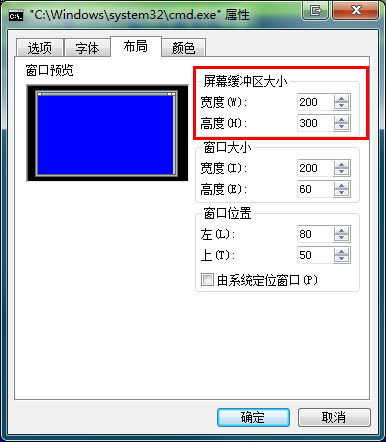 "C:\Windows\system32\cmd.exe" 属性
选项 字体 布局 颜色
窗口预览
屏幕缓冲区大小
宽度(W): 200
高度(H): 300
窗口大小
宽度(I): 200
高度(E): 60
窗口位置
左(L): 80
上(T): 50
由系统定位窗口(P)
确定 取消